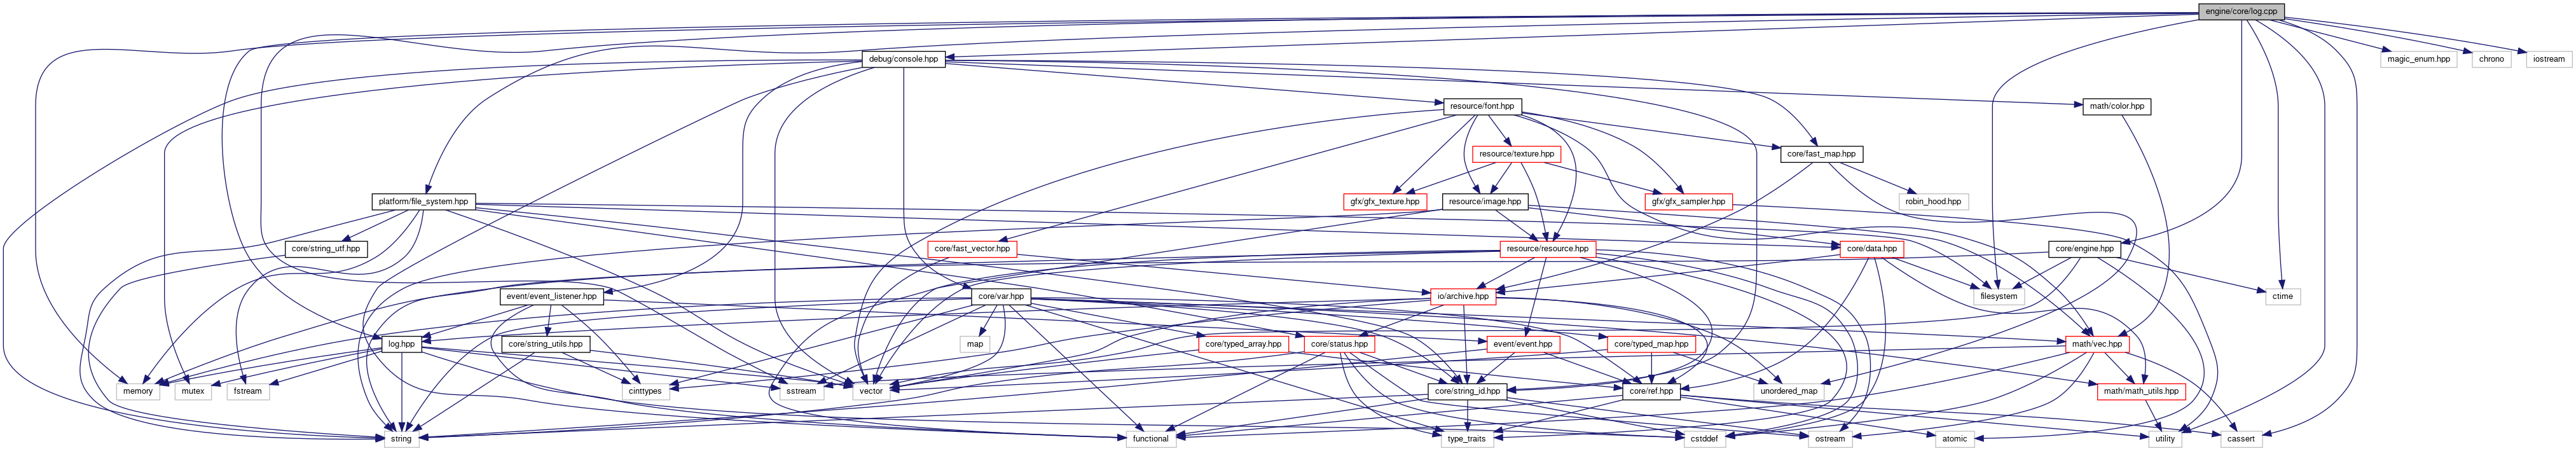 engine/core/log.cpp
debug/console.hpp
magic_enum.hpp
chrono
iostream
resource/font.hpp
math/color.hpp
resource/texture.hpp
core/fast_map.hpp
platform/file_system.hpp
gfx/gfx_texture.hpp
resource/image.hpp
gfx/gfx_sampler.hpp
robin_hood.hpp
core/string_utf.hpp
core/fast_vector.hpp
resource/resource.hpp
core/data.hpp
core/engine.hpp
event/event_listener.hpp
core/var.hpp
io/archive.hpp
filesystem
ctime
log.hpp
core/string_utils.hpp
map
core/typed_array.hpp
core/status.hpp
event/event.hpp
core/typed_map.hpp
math/vec.hpp
memory
mutex
fstream
cinttypes
sstream
vector
core/string_id.hpp
core/ref.hpp
unordered_map
math/math_utils.hpp
string
functional
type_traits
cstddef
ostream
atomic
utility
cassert